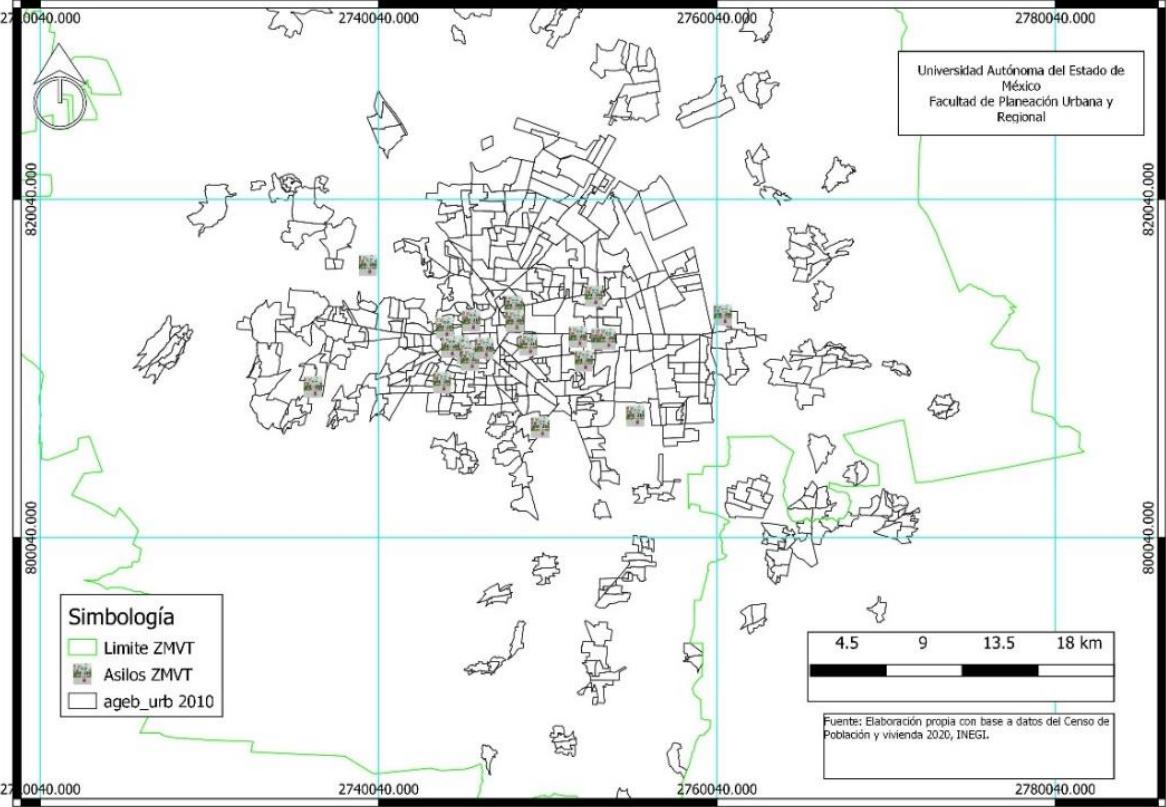 2740040.000
2760040.000
2780040.000
Universidad Autónoma del Estado de
México
Facultad de Planeación Urbana y
Regional
820040.000
820040.000
800040.000
800040.000
Simbología
Limite ZMVT
Asilos ZMVT
ageb_urb 2010
4.5 9 13.5 18 km
Fuente: Elaboración propia con base a datos del Censo de
Población y vivienda 2020, INEGI.
2740040.000
2760040.000
2780040.000